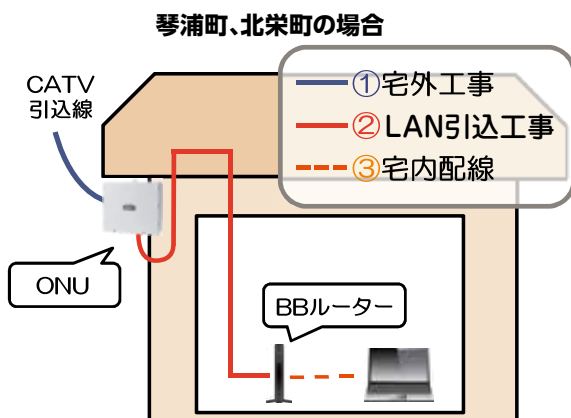 琴浦町、北栄町の場合
CATV
引込線
①宅外工事
②LAN引込工事
③宅内配線
ONU
BBルーター